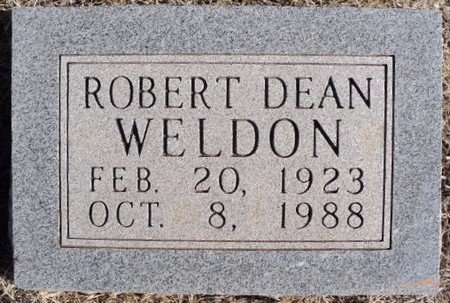 ROBERT DEAN
WELDON
FEB. 20, 1923
OCT. 8, 1988